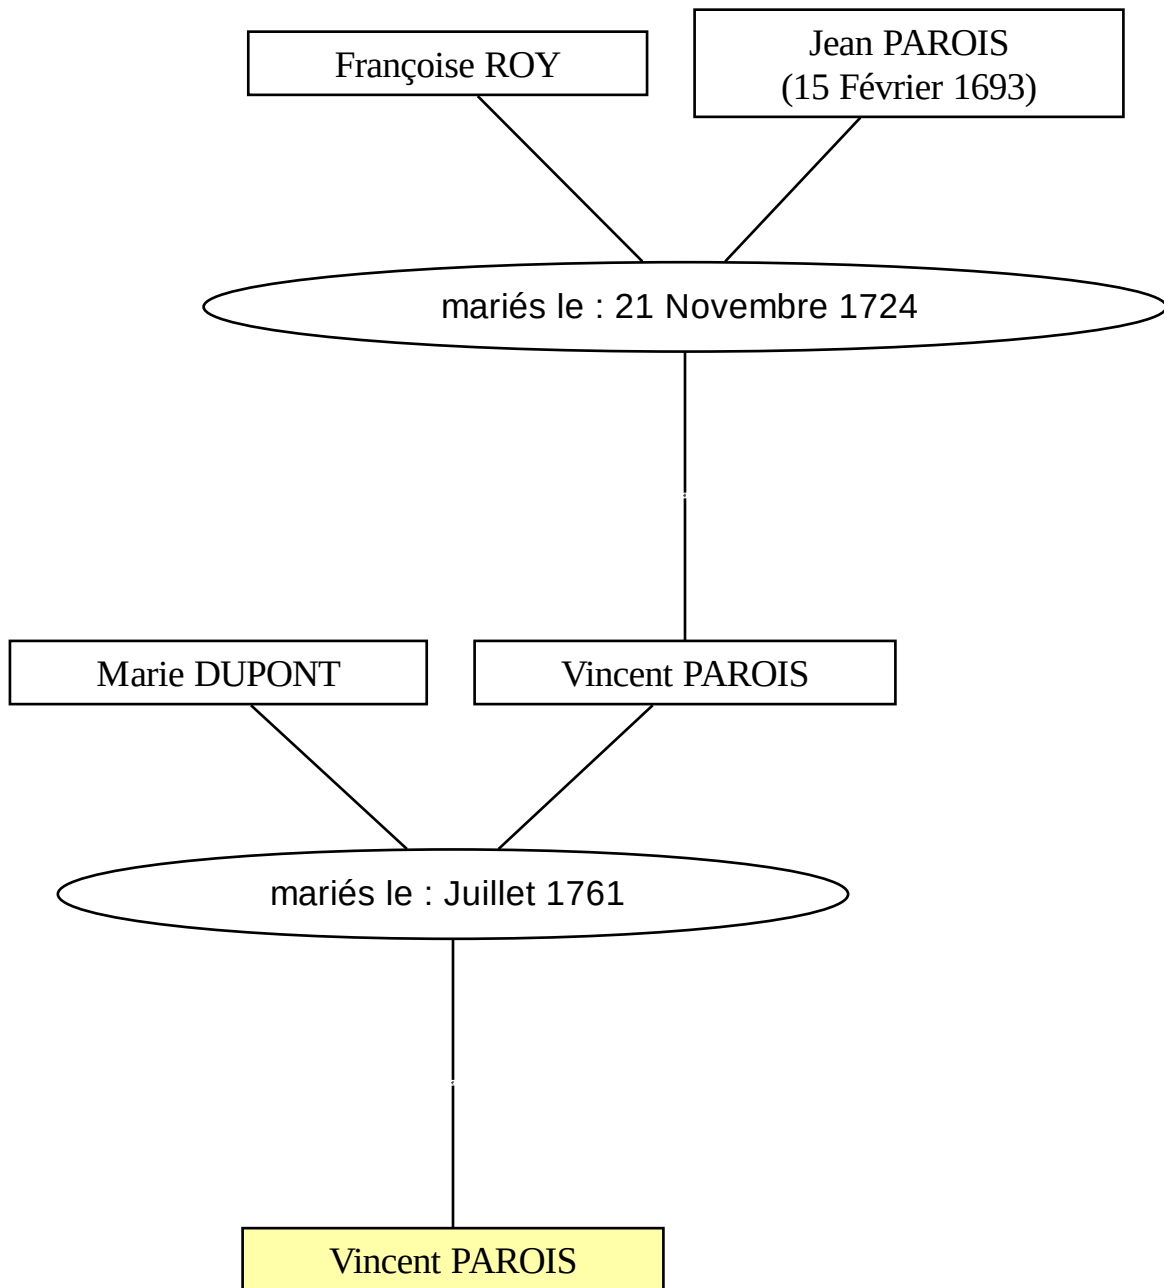 Françoise ROY
Jean PAROIS
(15 Février 1693)
mariés le : 21 Novembre 1724
Marie DUPONT
Vincent PAROIS
mariés le : Juillet 1761
Vincent PAROIS